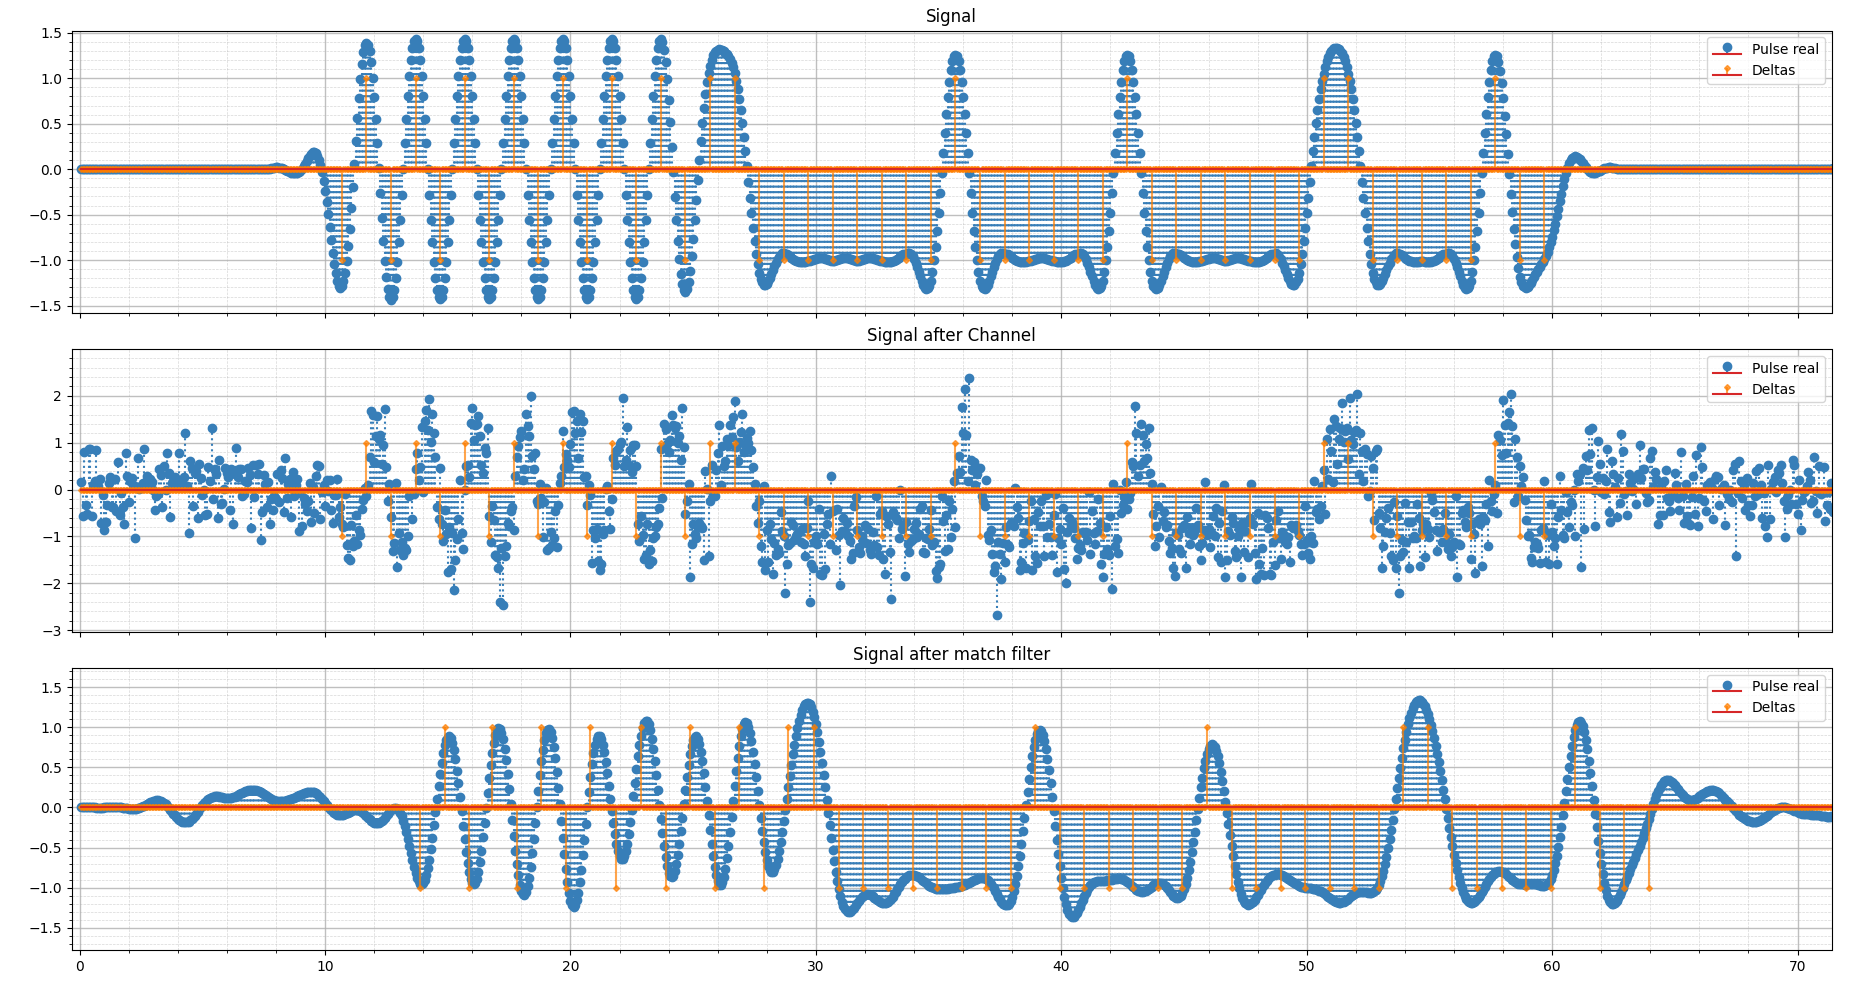 Signal
1.5
1.0
0.5
0.0
−0.5
−1.0
−1.5
Pulse real
Deltas
Signal after Channel
2
1
0
−1
−2
−3
Pulse real
Deltas
Signal after match filter
1.5
1.0
0.5
0.0
−0.5
−1.0
−1.5
Pulse real
Deltas
0 10 20 30 40 50 60 70